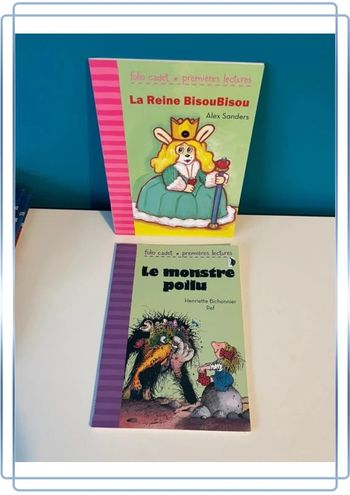 folio cadet • premières lectures
La Reine BisouBisou
Alex Sanders
folio cadet • premières lectures
Le monstre
poilu
Henriette Bichonnier
Pef